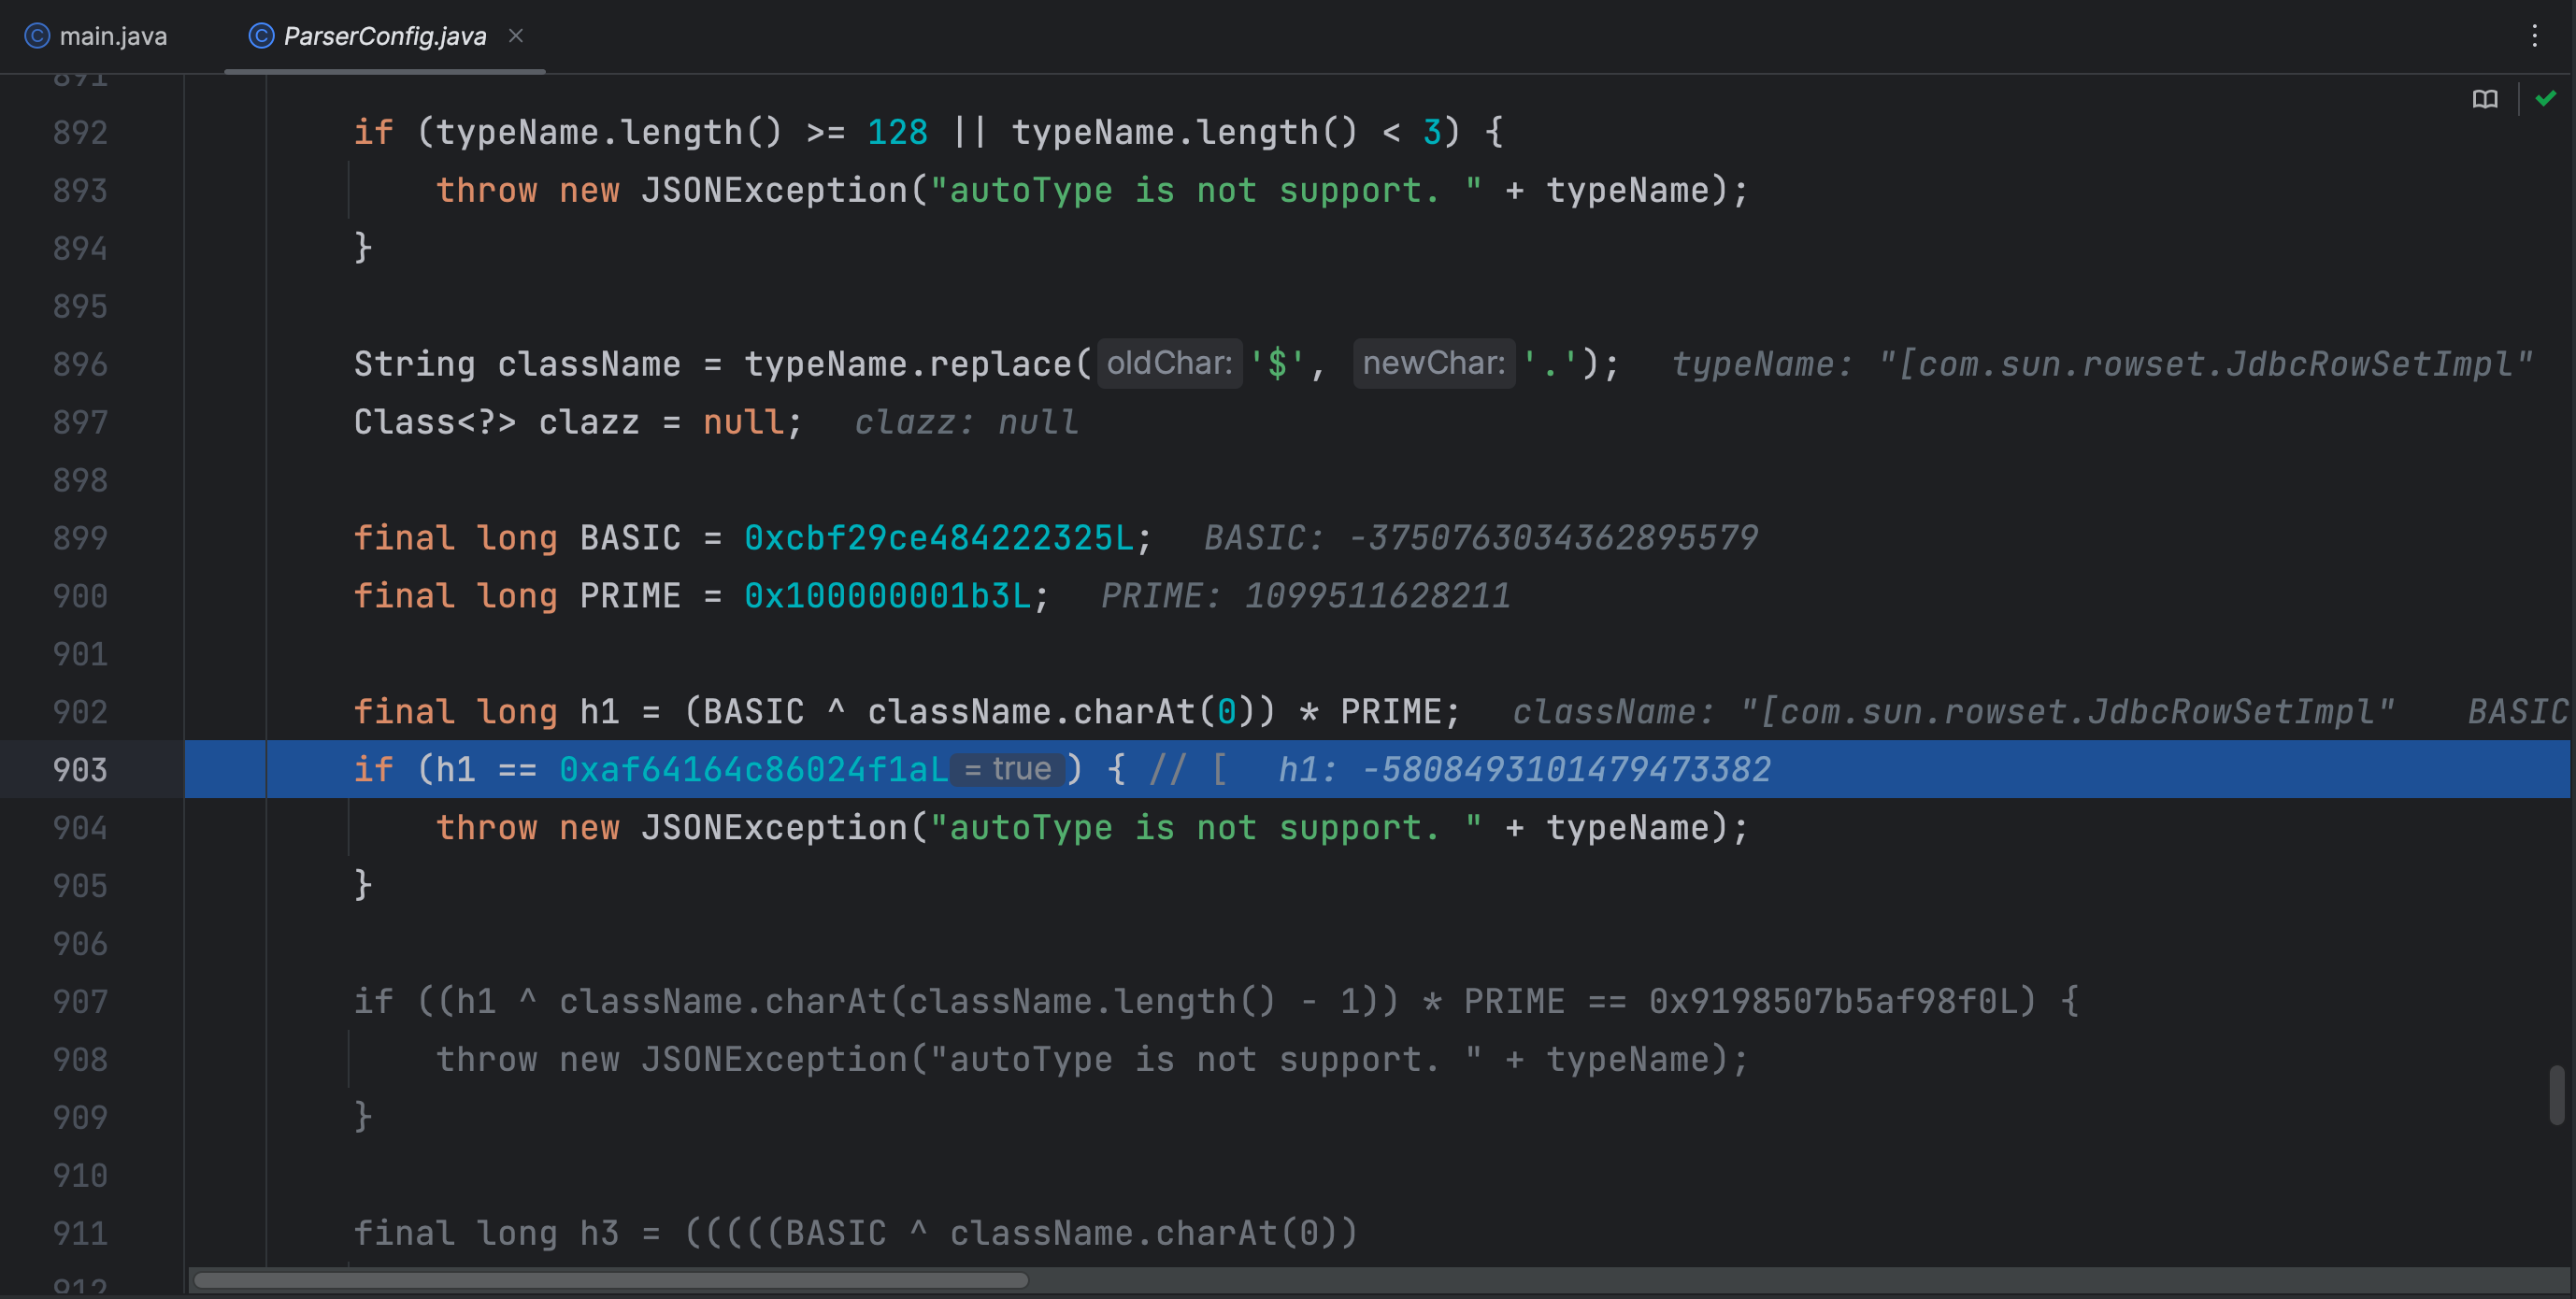 main.java ParserConfig.java
891
892 if (typeName.length() >= 128 || typeName.length() < 3) {
893 throw new JSONException("autoType is not support. " + typeName);
894 }
895
896 String className = typeName.replace( oldChar: '$', newChar: '.'); typeName: "[com.sun.rowset.JdbcRowSetImpl"
897 Class<?> clazz = null; clazz: null
898
899 final long BASIC = 0xcbf29ce484222325L; BASIC: -3750763034362895579
900 final long PRIME = 0x100000001b3L; PRIME: 1099511628211
901
902 final long h1 = (BASIC ^ className.charAt(0)) * PRIME; className: "[com.sun.rowset.JdbcRowSetImpl" BASIC
903 if (h1 == 0xaf64164c86024f1aL = true ) { // [ h1: -5808493101479473382
904 throw new JSONException("autoType is not support. " + typeName);
905 }
906
907 if ((h1 ^ className.charAt(className.length() - 1)) * PRIME == 0x9198507b5af98f0L) {
908 throw new JSONException("autoType is not support. " + typeName);
909 }
910
911 final long h3 = (((((BASIC ^ className.charAt(0))
912